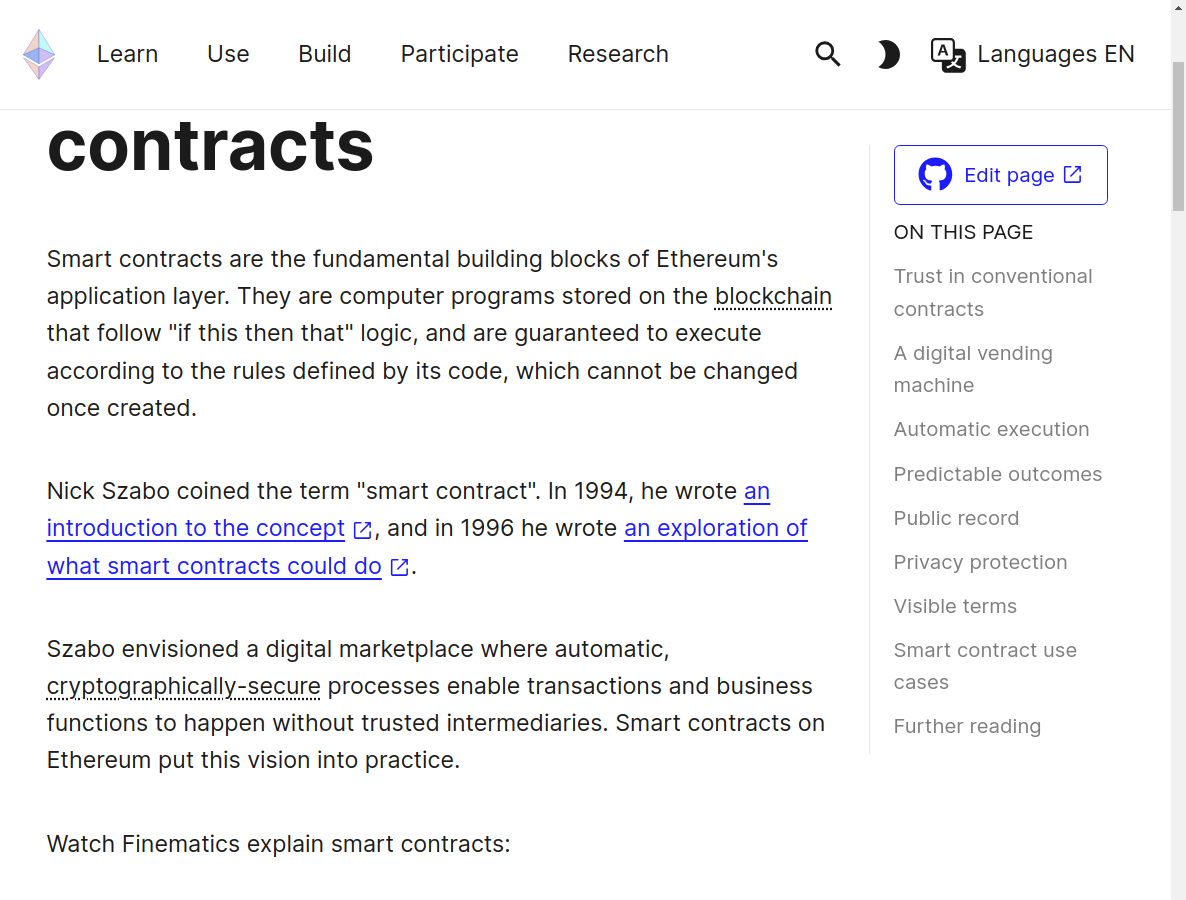 Learn Use Build Participate Research Languages EN
contracts
Smart contracts are the fundamental building blocks of Ethereum's
application layer. They are computer programs stored on the blockchain
that follow "if this then that" logic, and are guaranteed to execute
according to the rules defined by its code, which cannot be changed
once created.
Nick Szabo coined the term "smart contract". In 1994, he wrote an
introduction to the concept, and in 1996 he wrote an exploration of
what smart contracts could do.
Szabo envisioned a digital marketplace where automatic,
cryptographically-secure processes enable transactions and business
functions to happen without trusted intermediaries. Smart contracts on
Ethereum put this vision into practice.
Watch Finematics explain smart contracts:
Edit page
ON THIS PAGE
Trust in conventional
contracts
A digital vending
machine
Automatic execution
Predictable outcomes
Public record
Privacy protection
Visible terms
Smart contract use
cases
Further reading